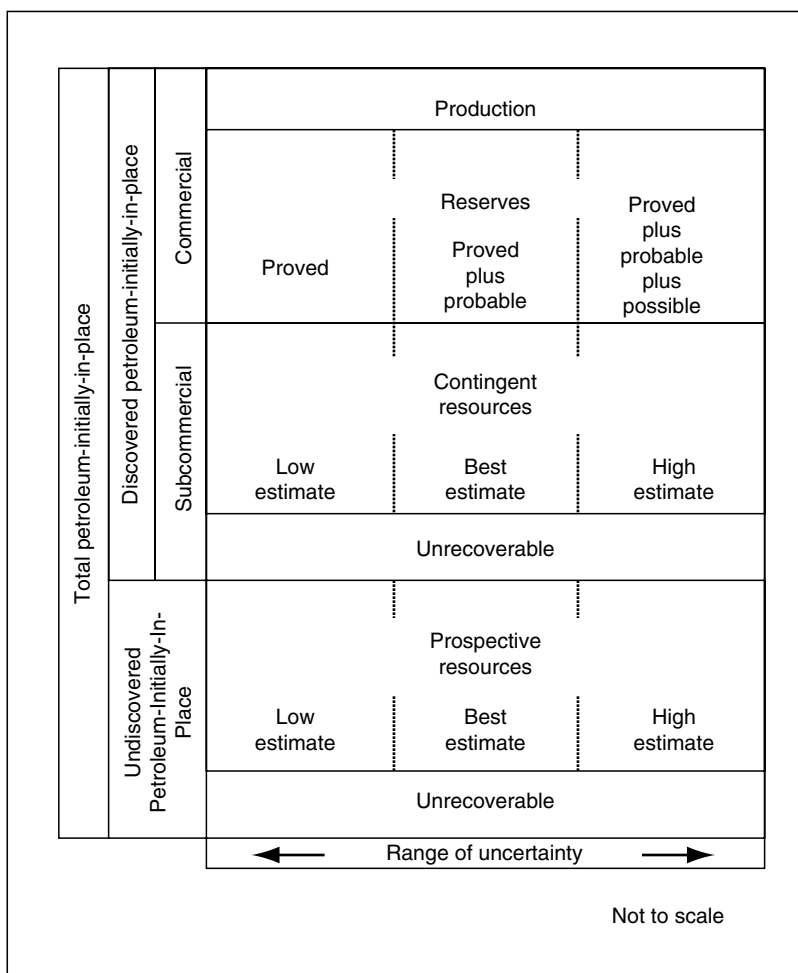 Total petroleum-initially-in-place
Discovered petroleum-initially-in-place
Commercial
Production
Reserves
Proved
Proved
plus
probable
Proved
plus
probable
plus
possible
Subcommercial
Contingent
resources
Low
estimate
Best
estimate
High
estimate
Unrecoverable
Undiscovered
Petroleum-Initially-In-
Place
Prospective
resources
Low
estimate
Best
estimate
High
estimate
Unrecoverable
Range of uncertainty
Not to scale